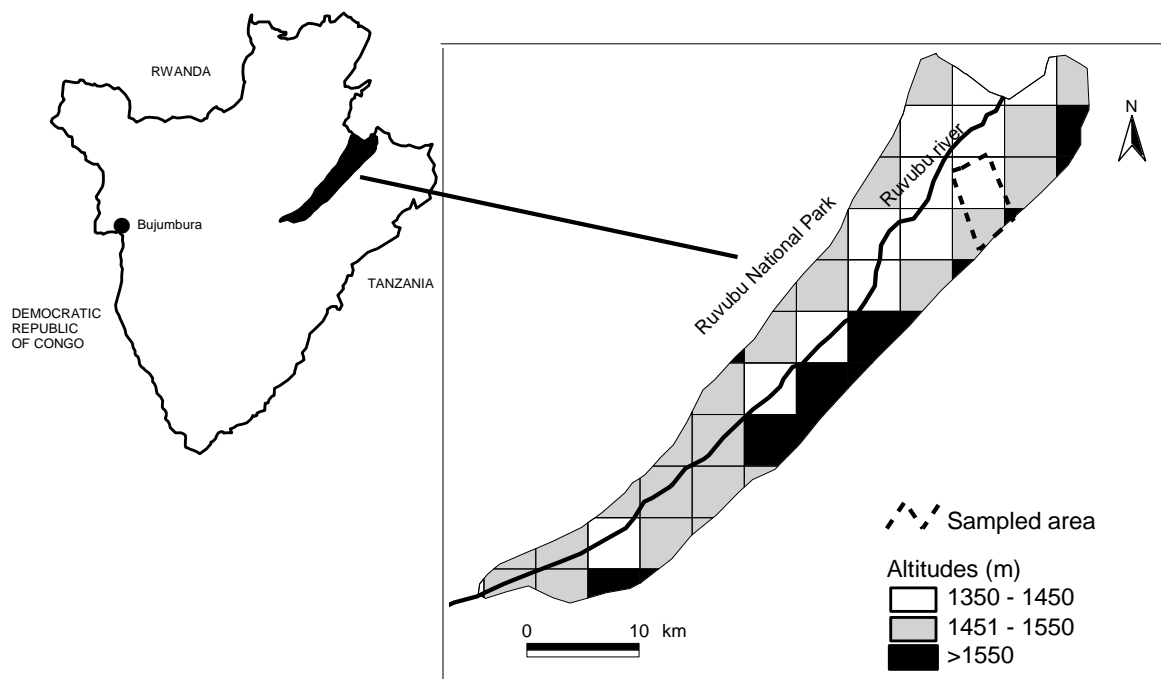 RWANDA
Bujumbura
TANZANIA
DEMOCRATIC
REPUBLIC
OF CONGO
Ruvubu National Park
Ruvubu river
N
Sampled area
Altitudes (m)
1350 - 1450
1451 - 1550
>1550
0 10 km